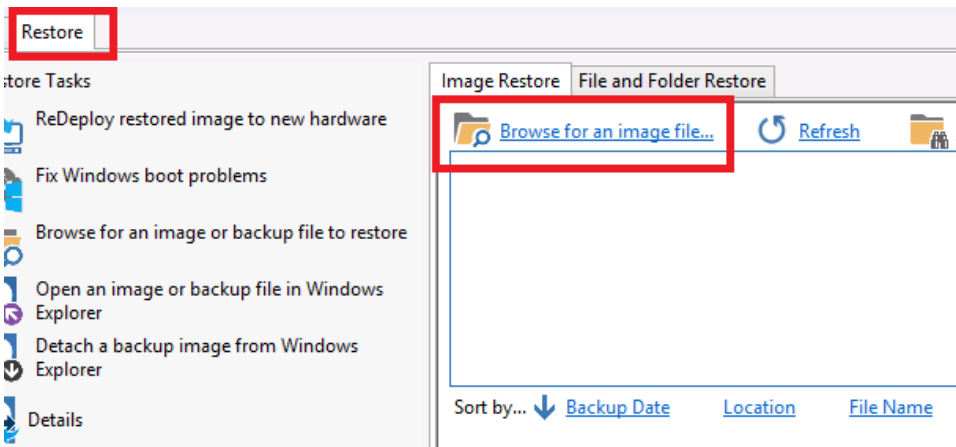 Restore
store Tasks
ReDeploy restored image to new hardware
Fix Windows boot problems
Browse for an image or backup file to restore
Open an image or backup file in Windows
Explorer
Detach a backup image from Windows
Explorer
Details
Image Restore File and Folder Restore
Browse for an image file... Refresh
Sort by... Backup Date Location File Name